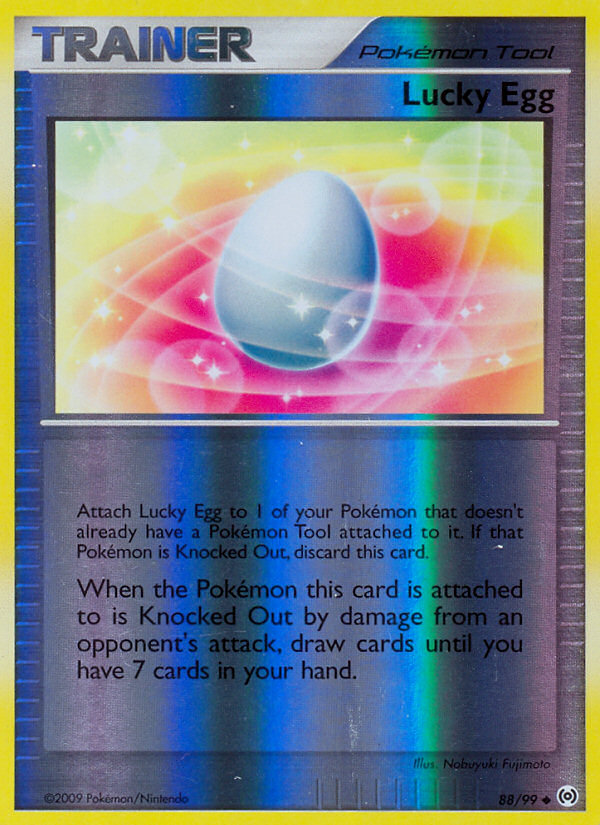 TRAINER
Pokémon Tool
Lucky Egg
Attach Lucky Egg to 1 of your Pokémon that doesn't
already have a Pokémon Tool attached to it. If that
Pokémon is Knocked Out, discard this card.
When the Pokémon this card is attached
to is Knocked Out by damage from an
opponent's attack, draw cards until you
have 7 cards in your hand.
Illus. Nobuyuki Fujimoto
©2009 Pokémon/Nintendo
88/99